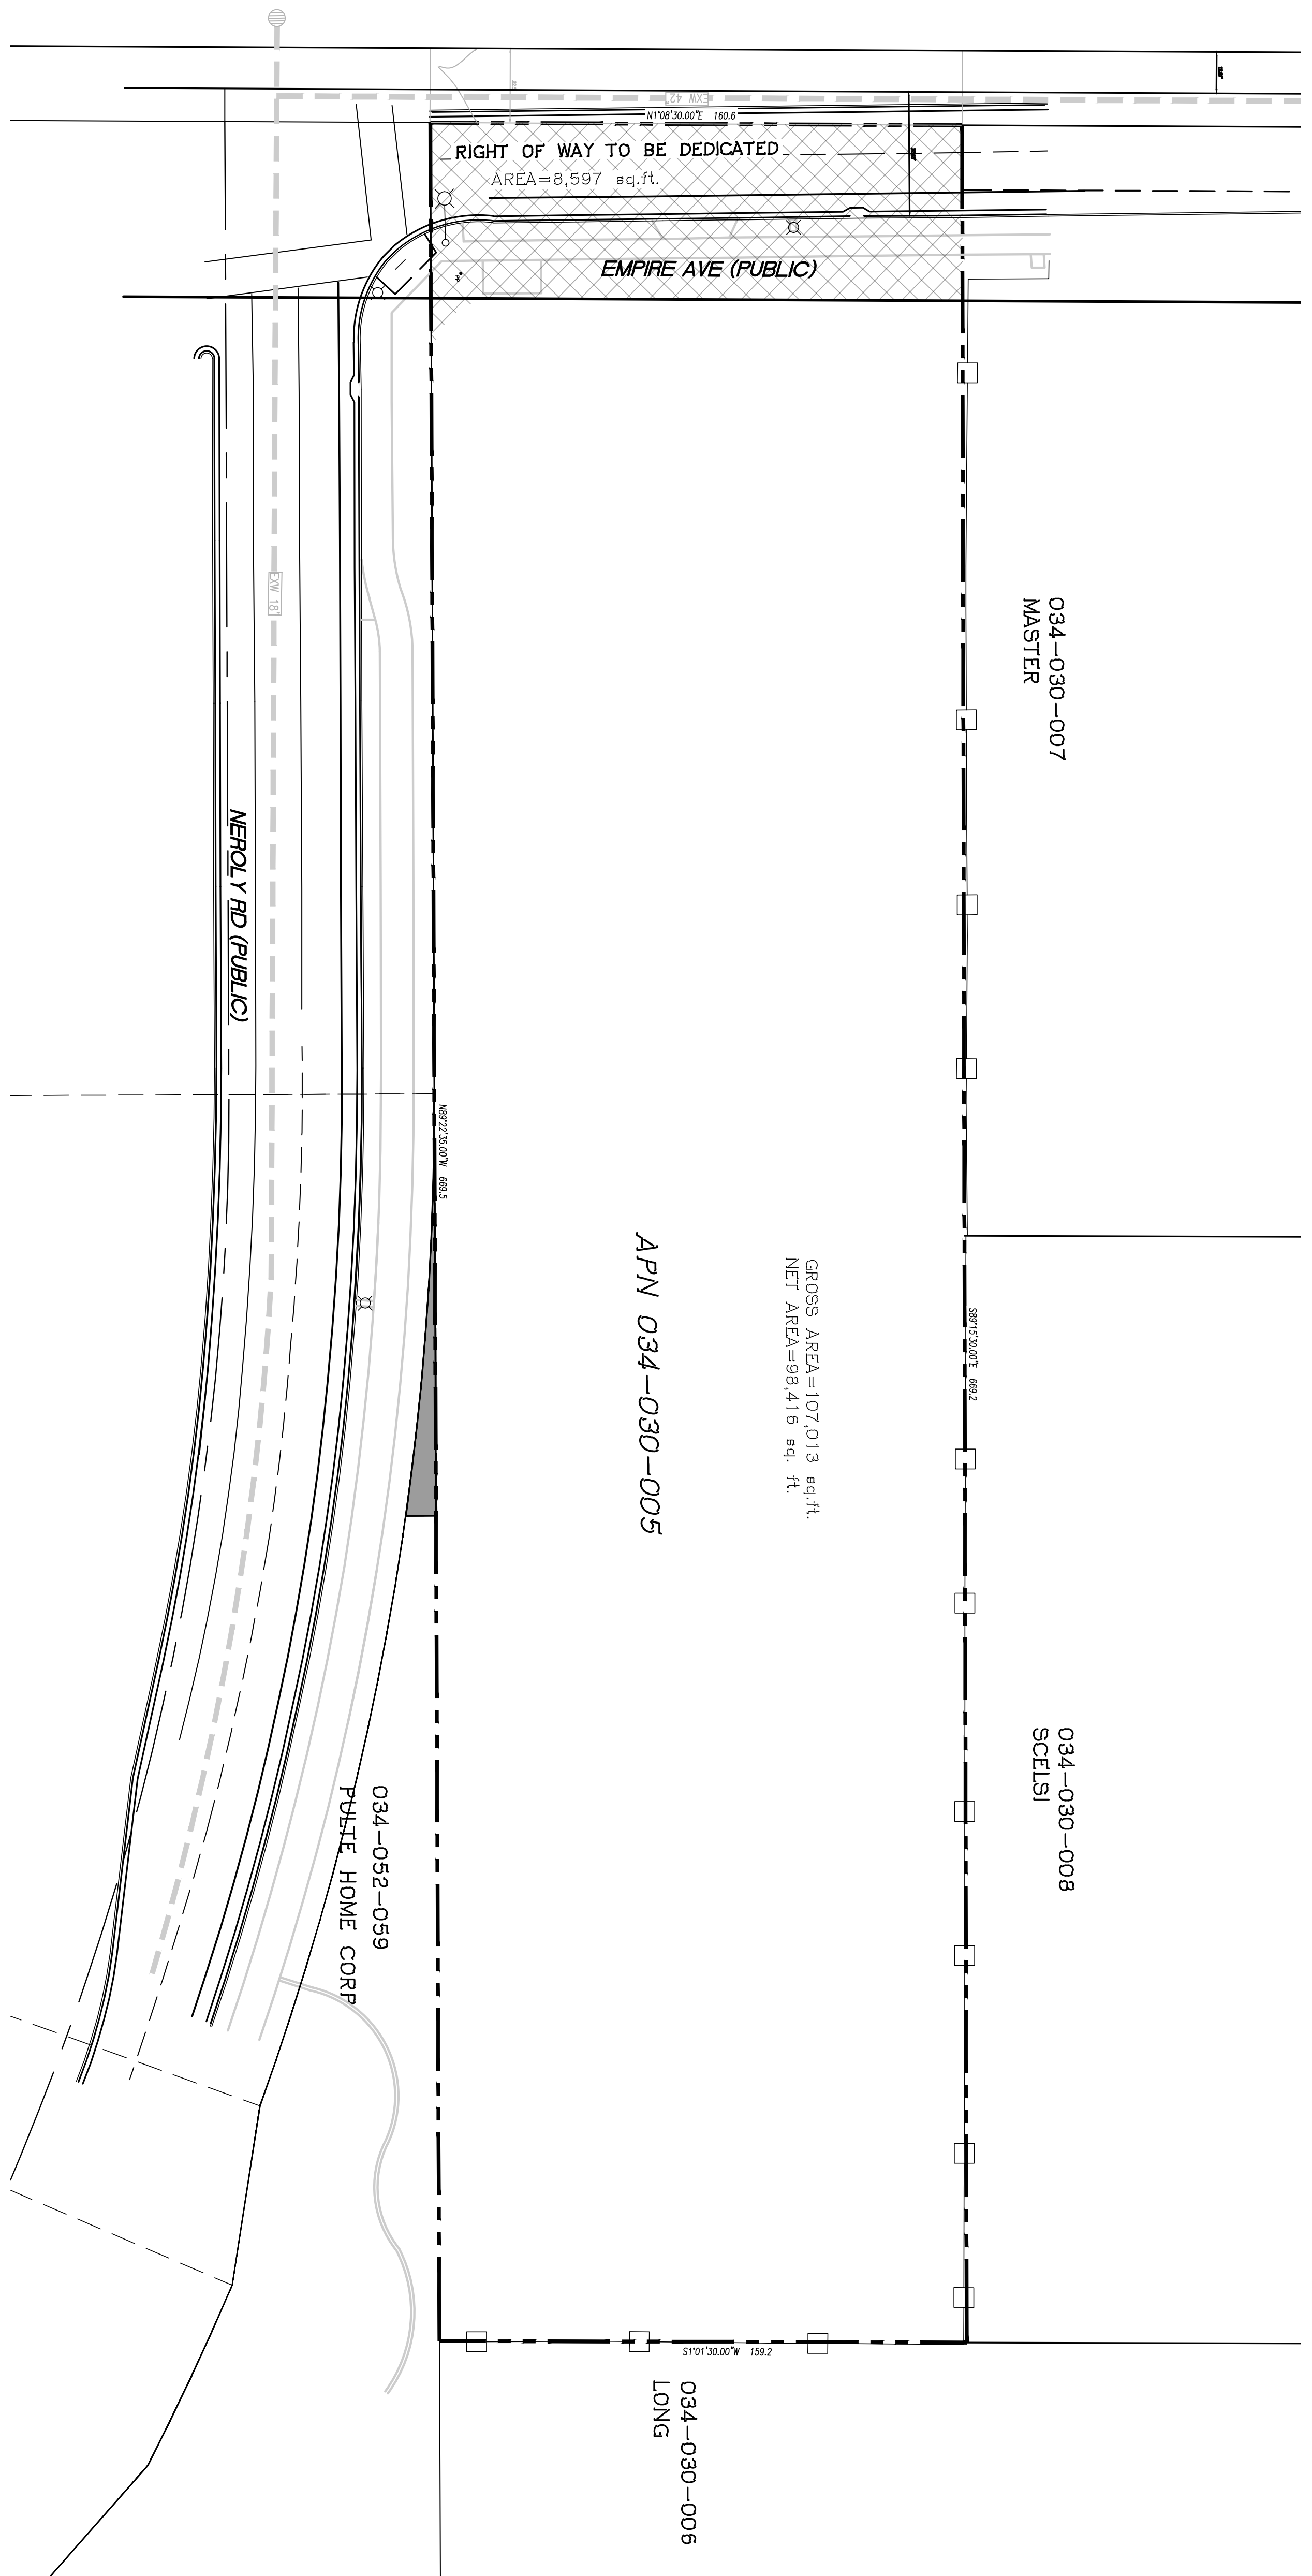 EXW 42"
N1°08'30.00"E 160.6
RIGHT OF WAY TO BE DEDICATED
AREA=8,597 sq.ft.
EMPIRE AVE (PUBLIC)
EXW 18"
034-030-007
MASTER
NEROLY RD (PUBLIC)
N89°22'35.00"W 669.5
APN 034-030-005
GROSS AREA=107,013 sq.ft.
NET AREA=98,416 sq. ft.
S89°15'30.00"E 669.2
034-030-008
SCELSI
034-052-059
PULTE HOME CORP
S1°01'30.00"W 159.2
034-030-006
LONG